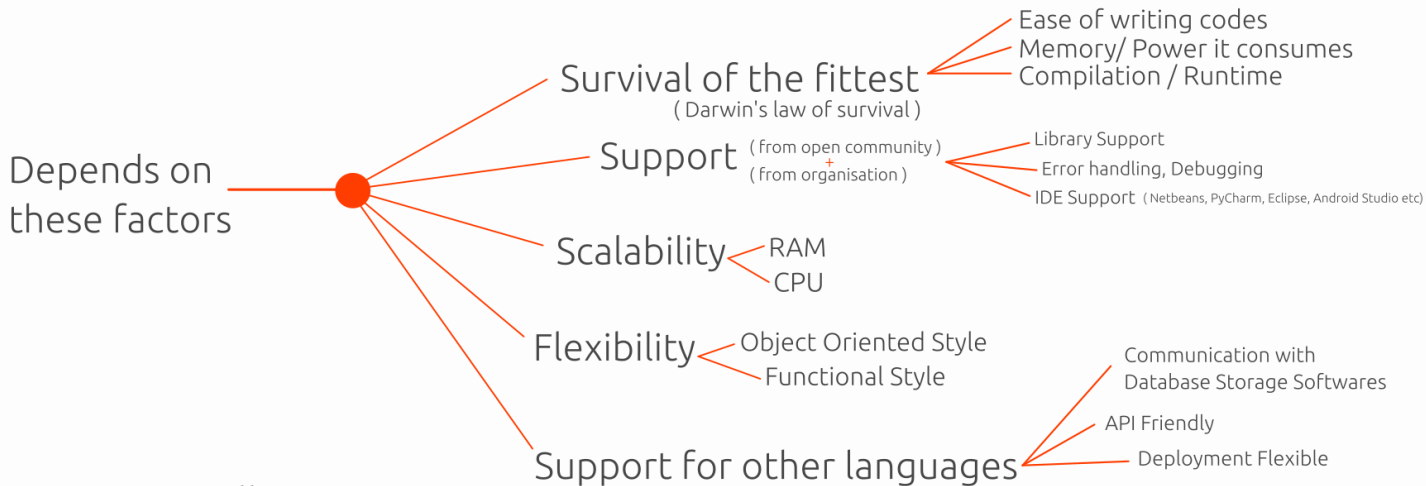 Depends on
these factors
Survival of the fittest
( Darwin's law of survival )
Ease of writing codes
Memory/ Power it consumes
Compilation / Runtime
Support ( from open community )
+
( from organisation )
Library Support
Error handling, Debugging
IDE Support ( Netbeans, PyCharm, Eclipse, Android Studio etc)
Scalability
RAM
CPU
Flexibility
Object Oriented Style
Functional Style
Support for other languages
Communication with
Database Storage Softwares
API Friendly
Deployment Flexible